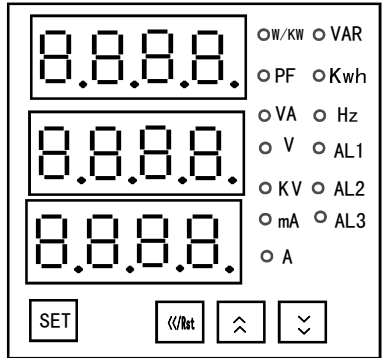 8.8.8.8.
W/KW VAR
PF Kwh
8.8.8.8.
VA Hz
V AL1
KV AL2
8.8.8.8.
mA AL3
A
SET <</Rst